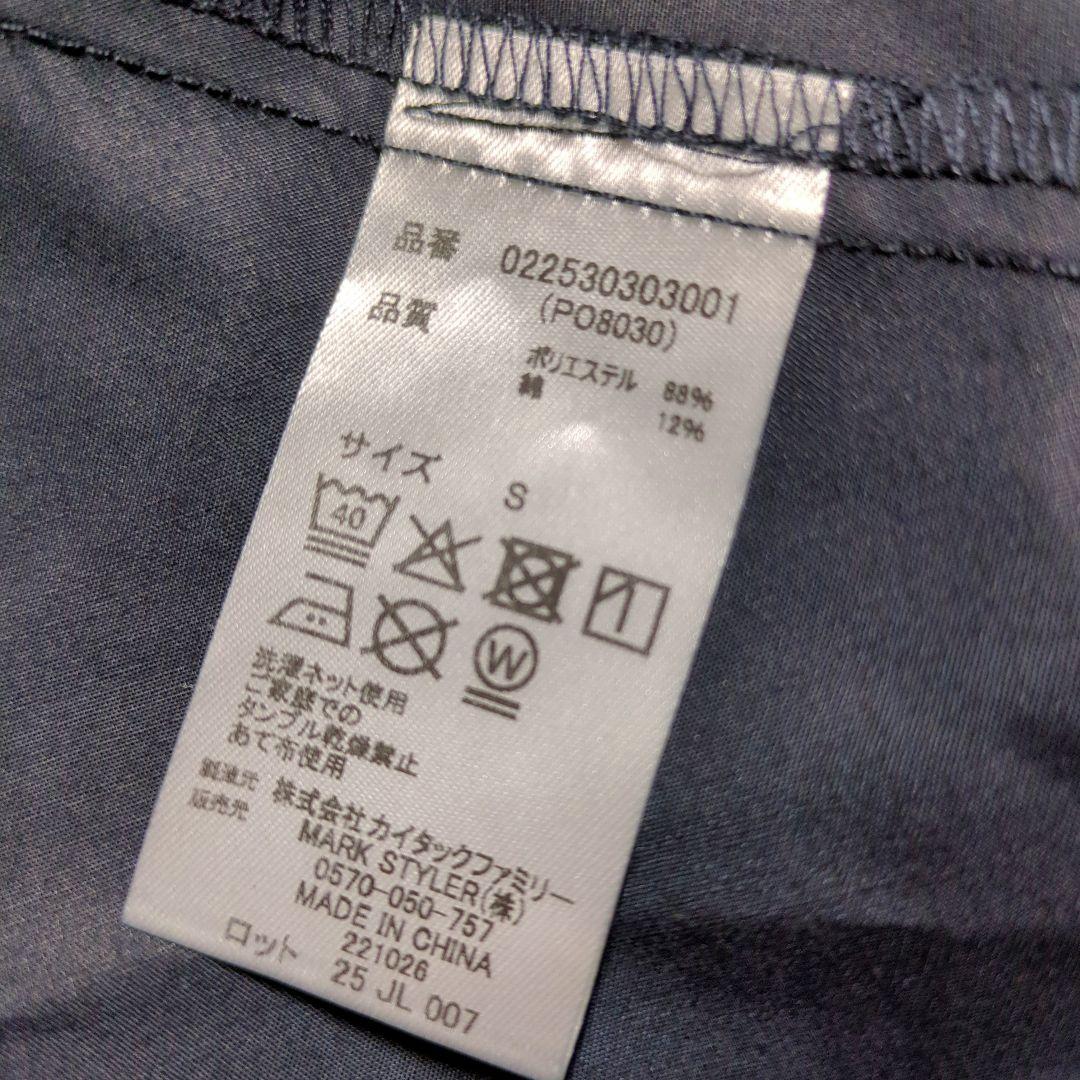 品番 022530303001
(PO8030)
品質
ポリエステル 88%
綿 12%
サイズ S
40
W
洗濯ネット使用
ご家庭での
タンブル乾燥禁止
あて布使用
製造元 株式会社カイタックファミリー
販売元 MARK STYLER(株)
0570-050-757
MADE IN CHINA
221026
ロット 25 JL 007